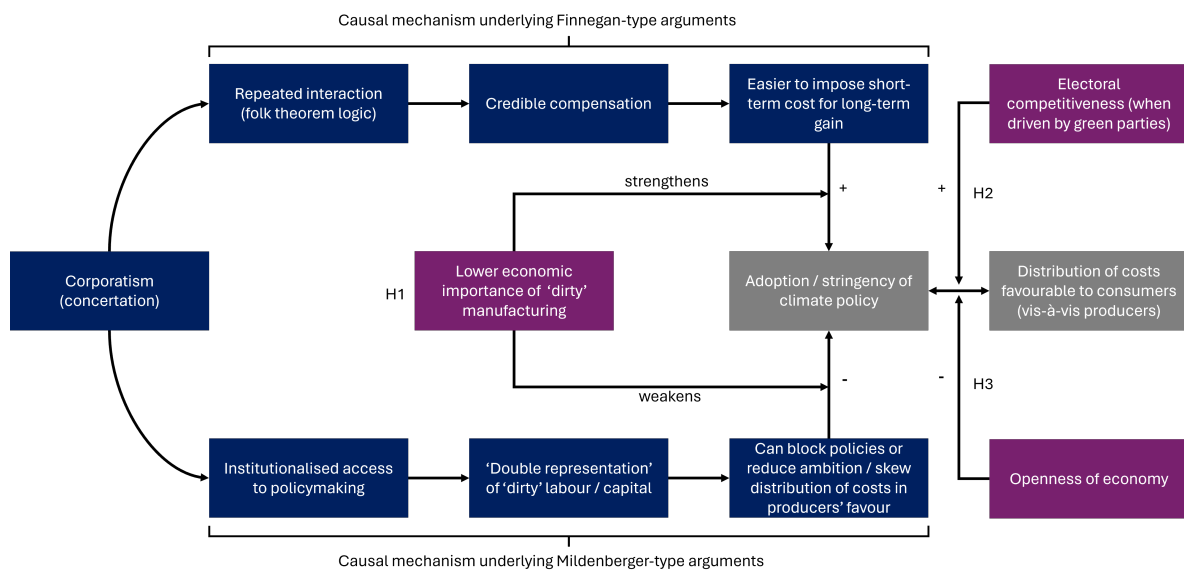 Causal mechanism underlying Finnegan-type arguments
Repeated interaction
(folk theorem logic)
Credible compensation
Easier to impose short-
term cost for long-term
gain
Electoral
competitiveness (when
driven by green parties)
strengthens
+
+
H2
Corporatism
(concertation)
H1
Lower economic
importance of ‘dirty’
manufacturing
Adoption / stringency of
climate policy
Distribution of costs
favourable to consumers
(vis-à-vis producers)
weakens
-
-
H3
Institutionalised access
to policymaking
‘Double representation’
of ‘dirty’ labour / capital
Can block policies or
reduce ambition / skew
distribution of costs in
producers’ favour
Openness of economy
Causal mechanism underlying Mildenberger-type arguments